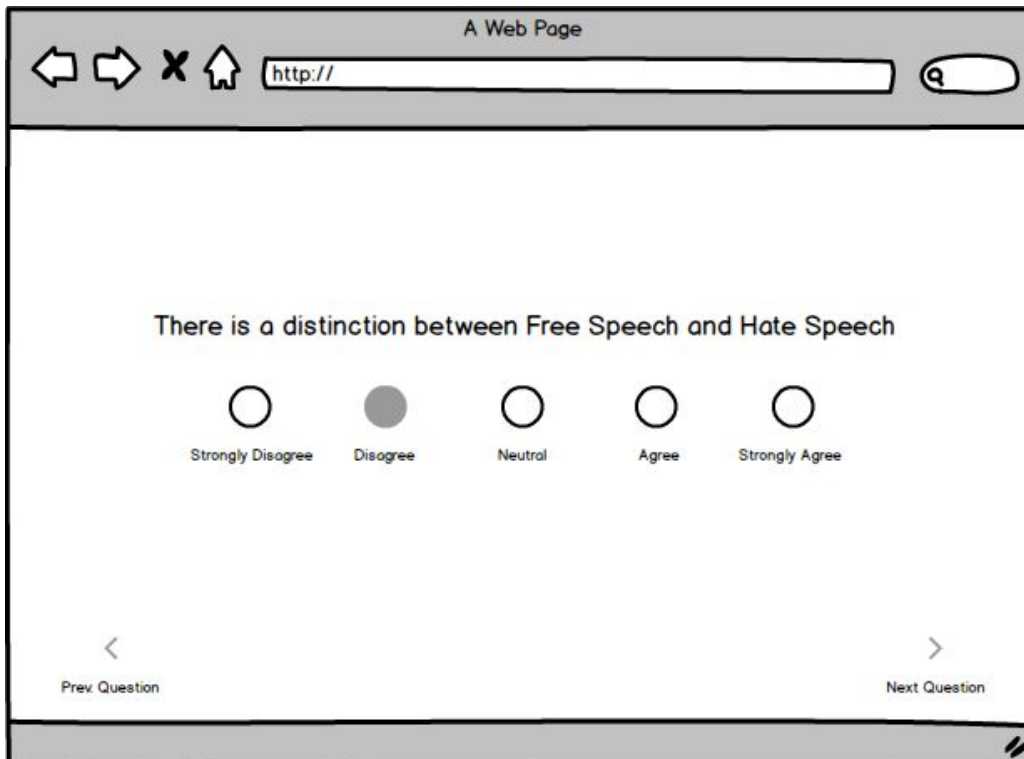 A Web Page
http://
There is a distinction between Free Speech and Hate Speech
Strongly Disagree Disagree Neutral Agree Strongly Agree
Prev. Question Next Question